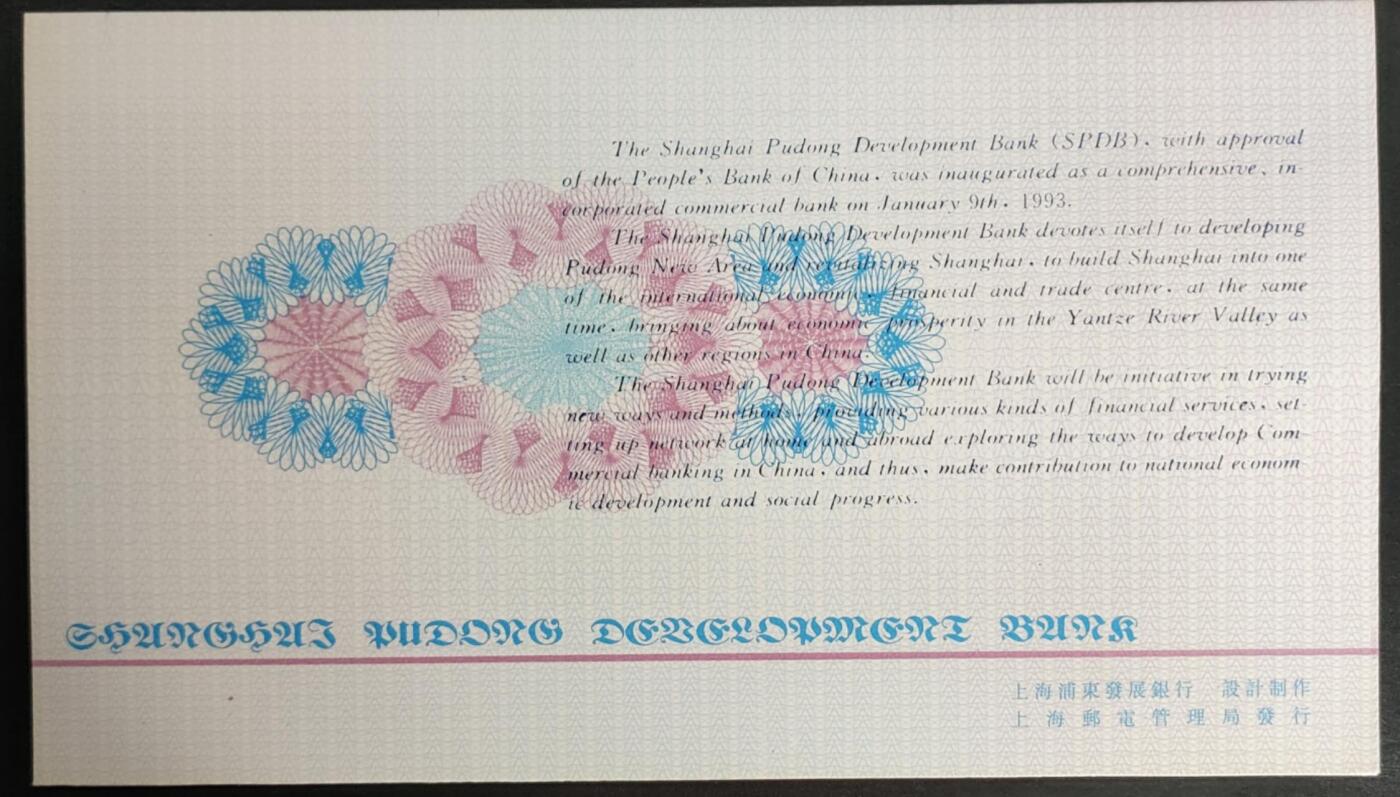 The Shanghai Pudong Development Bank (SPDB), with approval
of the People's Bank of China, was inaugurated as a comprehensive, in-
corporated commercial bank on January 9th, 1993.
The Shanghai Pudong Development Bank devotes itself to developing
Pudong New Area and revitalizing Shanghai, to build Shanghai into one
of the international economic, financial and trade centre, at the same
time, bringing about economic prosperity in the Yantze River Valley as
well as other regions in China.
The Shanghai Pudong Development Bank will be initiative in trying
new ways and methods, providing various kinds of financial services, set-
ting up network at home and abroad exploring the ways to develop Com-
mercial banking in China, and thus, make contribution to national econom-
ic development and social progress.
SHANGHAI PUDONG DEVELOPMENT BANK
上海浦東發展銀行 設計制作
上海郵電管理局發行